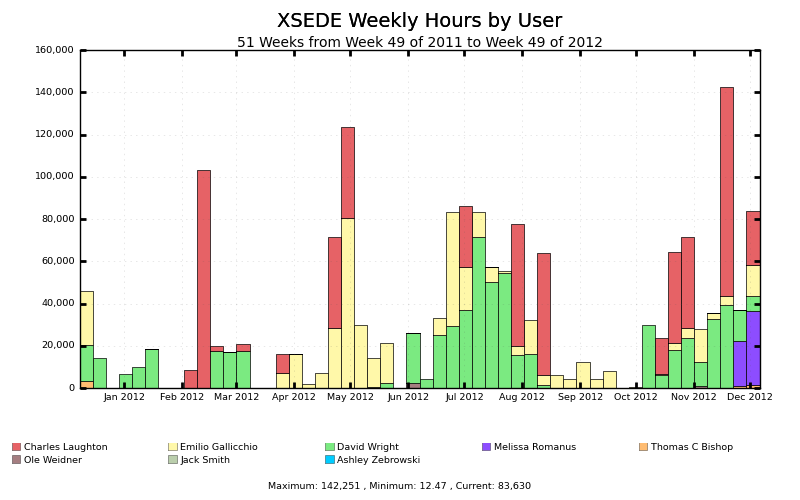 XSEDE Weekly Hours by User
51 Weeks from Week 49 of 2011 to Week 49 of 2012
160,000
140,000
120,000
100,000
80,000
60,000
40,000
20,000
0
Jan 2012 Feb 2012 Mar 2012 Apr 2012 May 2012 Jun 2012 Jul 2012 Aug 2012 Sep 2012 Oct 2012 Nov 2012 Dec 2012
Charles Laughton Emilio Gallicchio David Wright Melissa Romanus Thomas C Bishop
Ole Weidner Jack Smith Ashley Zebrowski
Maximum: 142,251 , Minimum: 12.47 , Current: 83,630